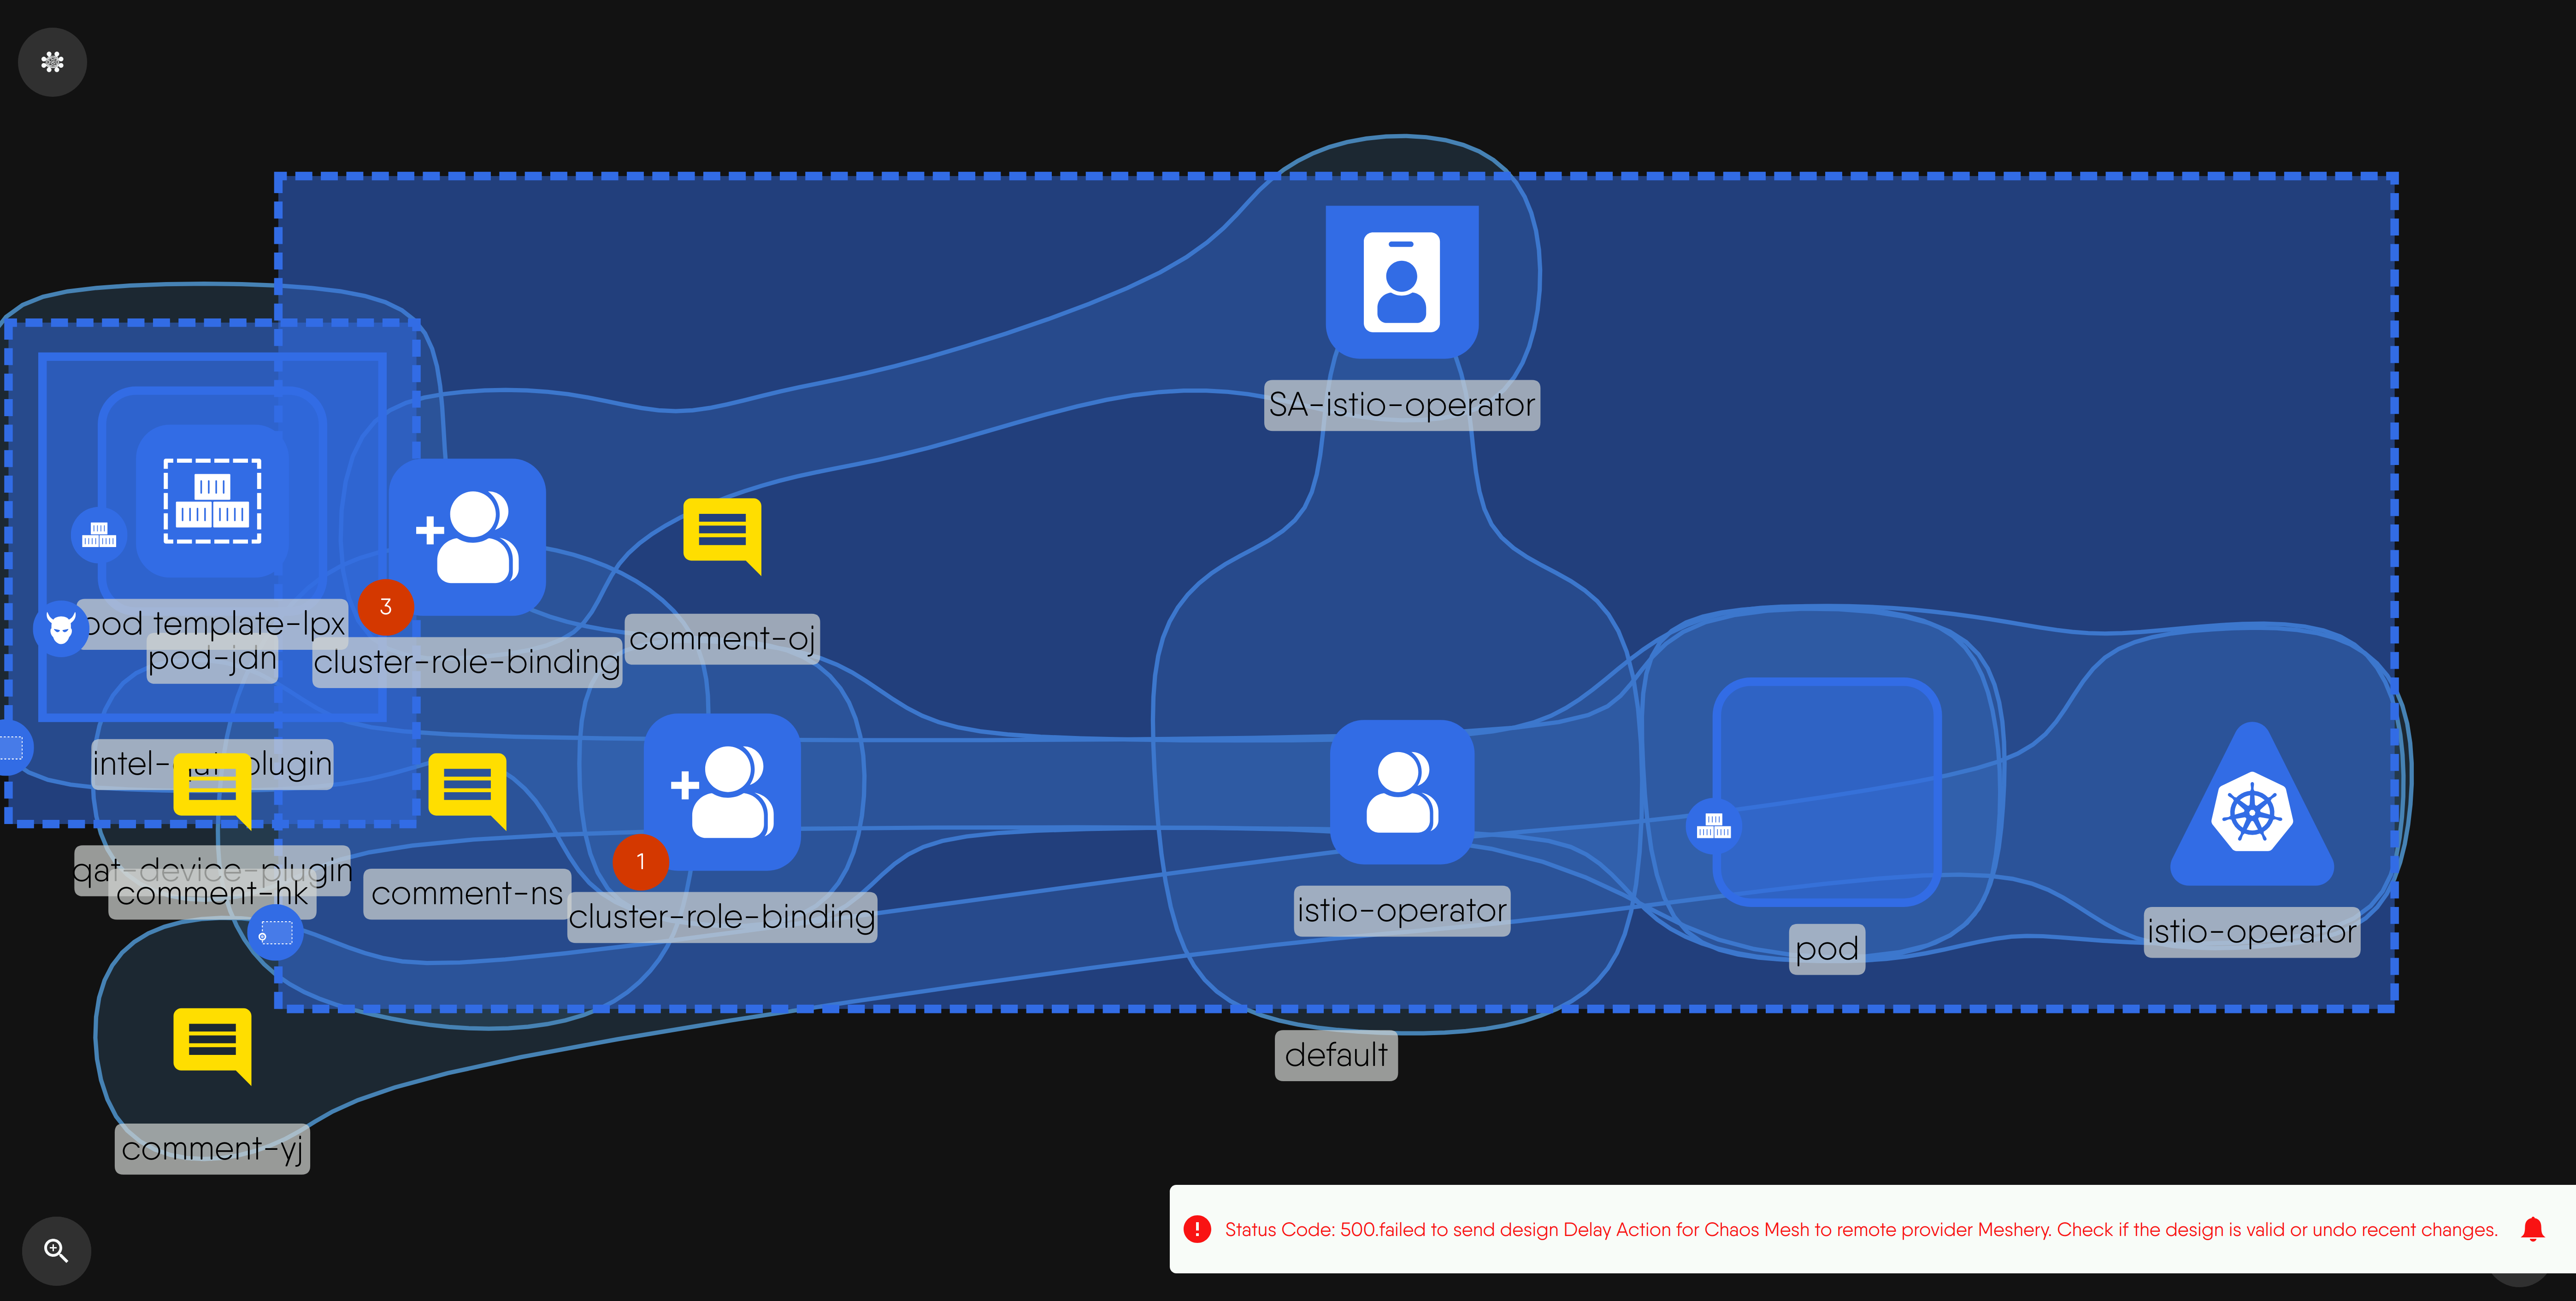 SA-istio-operator
pod template-lpx
3
comment-oj
pod-jdn
cluster-role-binding
intel-qat-plugin
1
qat-device-plugin
comment-hk
comment-ns
cluster-role-binding
istio-operator
pod
istio-operator
default
comment-yj
Status Code: 500.failed to send design Delay Action for Chaos Mesh to remote provider Meshery. Check if the design is valid or undo recent changes.